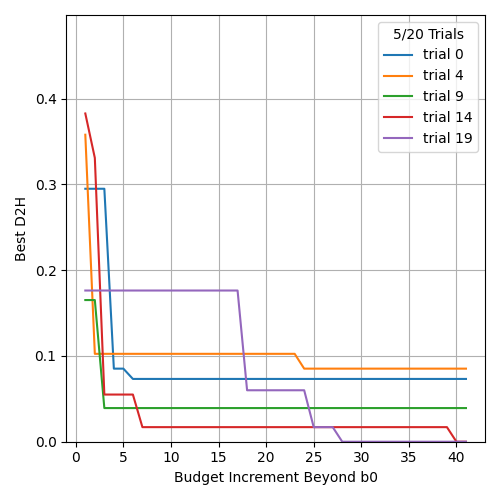 5/20 Trials
trial 0
trial 4
trial 9
trial 14
trial 19
Best D2H
0.4
0.3
0.2
0.1
0.0
0 5 10 15 20 25 30 35 40
Budget Increment Beyond b0